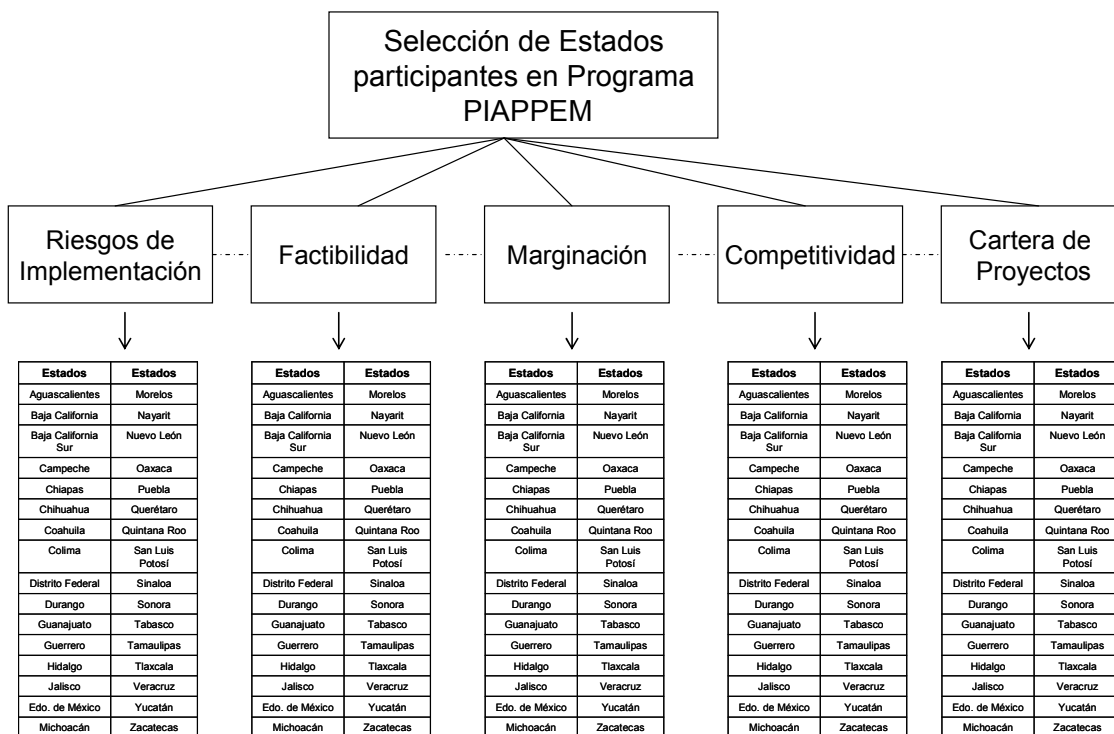 Selección de Estados
participantes en Programa
PIAPPEM
Riesgos de
Implementación
Factibilidad
Marginación
Competitividad
Cartera de
Proyectos
Estados Estados
Aguascalientes Morelos
Baja California Nayarit
Baja California
Sur
Nuevo León
Campeche Oaxaca
Chiapas Puebla
Chihuahua Querétaro
Coahuila Quintana Roo
Colima
San Luis
Potosí
Distrito Federal Sinaloa
Durango Sonora
Guanajuato Tabasco
Guerrero Tamaulipas
Hidalgo Tlaxcala
Jalisco Veracruz
Edo. de México Yucatán
Michoacán Zacatecas
Estados Estados
Aguascalientes Morelos
Baja California Nayarit
Baja California
Sur
Nuevo León
Campeche Oaxaca
Chiapas Puebla
Chihuahua Querétaro
Coahuila Quintana Roo
Colima
San Luis
Potosí
Distrito Federal Sinaloa
Durango Sonora
Guanajuato Tabasco
Guerrero Tamaulipas
Hidalgo Tlaxcala
Jalisco Veracruz
Edo. de México Yucatán
Michoacán Zacatecas
Estados Estados
Aguascalientes Morelos
Baja California Nayarit
Baja California
Sur
Nuevo León
Campeche Oaxaca
Chiapas Puebla
Chihuahua Querétaro
Coahuila Quintana Roo
Colima
San Luis
Potosí
Distrito Federal Sinaloa
Durango Sonora
Guanajuato Tabasco
Guerrero Tamaulipas
Hidalgo Tlaxcala
Jalisco Veracruz
Edo. de México Yucatán
Michoacán Zacatecas
Estados Estados
Aguascalientes Morelos
Baja California Nayarit
Baja California
Sur
Nuevo León
Campeche Oaxaca
Chiapas Puebla
Chihuahua Querétaro
Coahuila Quintana Roo
Colima
San Luis
Potosí
Distrito Federal Sinaloa
Durango Sonora
Guanajuato Tabasco
Guerrero Tamaulipas
Hidalgo Tlaxcala
Jalisco Veracruz
Edo. de México Yucatán
Michoacán Zacatecas
Estados Estados
Aguascalientes Morelos
Baja California Nayarit
Baja California
Sur
Nuevo León
Campeche Oaxaca
Chiapas Puebla
Chihuahua Querétaro
Coahuila Quintana Roo
Colima
San Luis
Potosí
Distrito Federal Sinaloa
Durango Sonora
Guanajuato Tabasco
Guerrero Tamaulipas
Hidalgo Tlaxcala
Jalisco Veracruz
Edo. de México Yucatán
Michoacán Zacatecas